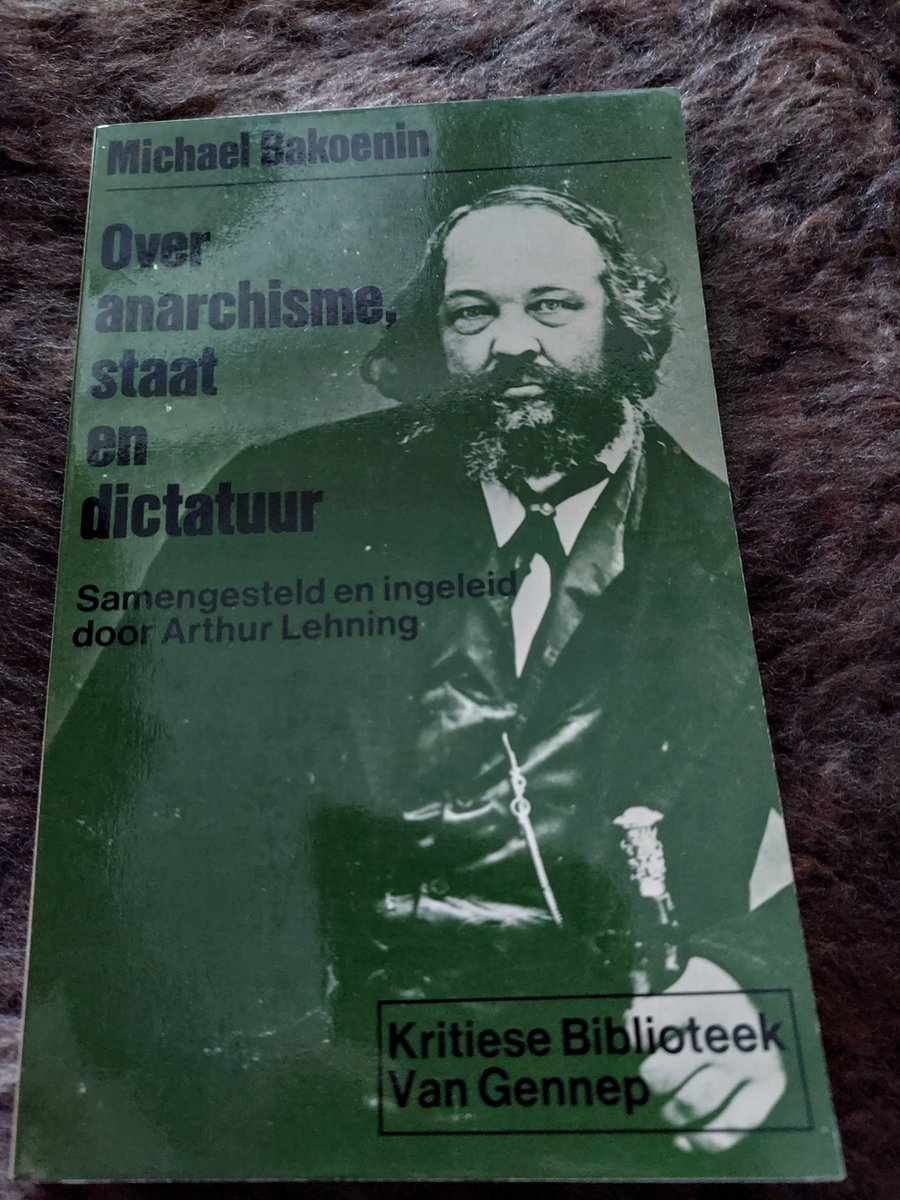 Michael Bakoenin
Over
anarchisme,
staat
en
dictatuur
Samengesteld en ingeleid
door Arthur Lehning
Kritiese Biblioteek
Van Gennep